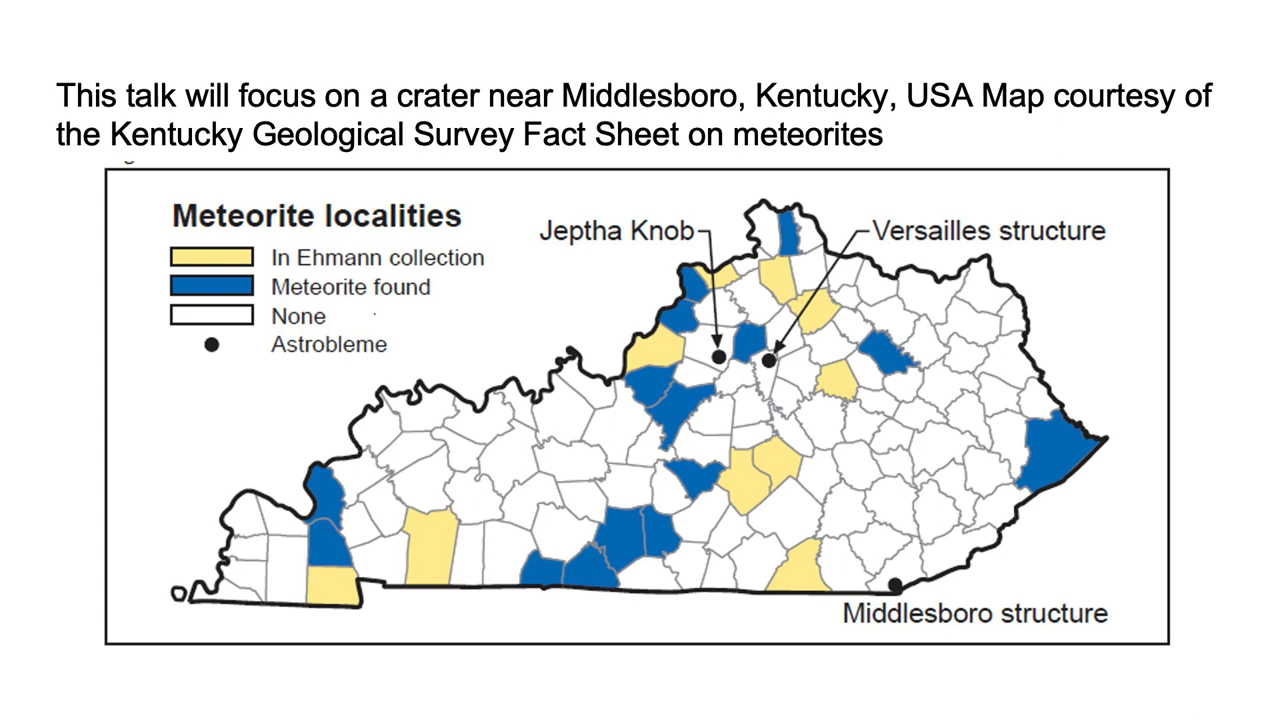 This talk will focus on a crater near Middlesboro, Kentucky, USA Map courtesy of
the Kentucky Geological Survey Fact Sheet on meteorites
Meteorite localities
In Ehmann collection
Meteorite found
None
Astrobleme
Jeptha Knob
Versailles structure
Middlesboro structure